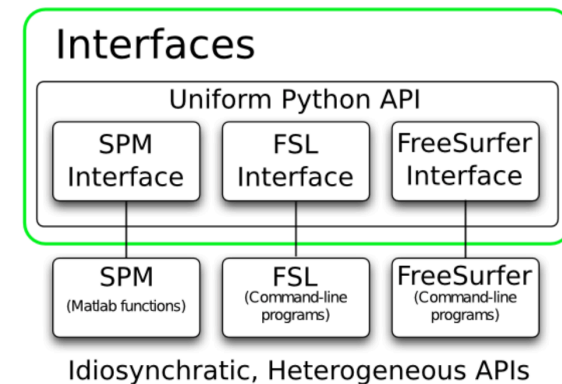 Interfaces
Uniform Python API
SPM
Interface
FSL
Interface
FreeSurfer
Interface
SPM
(Matlab functions)
FSL
(Command-line
programs)
FreeSurfer
(Command-line
programs)
Idiosynchratic, Heterogeneous APIs